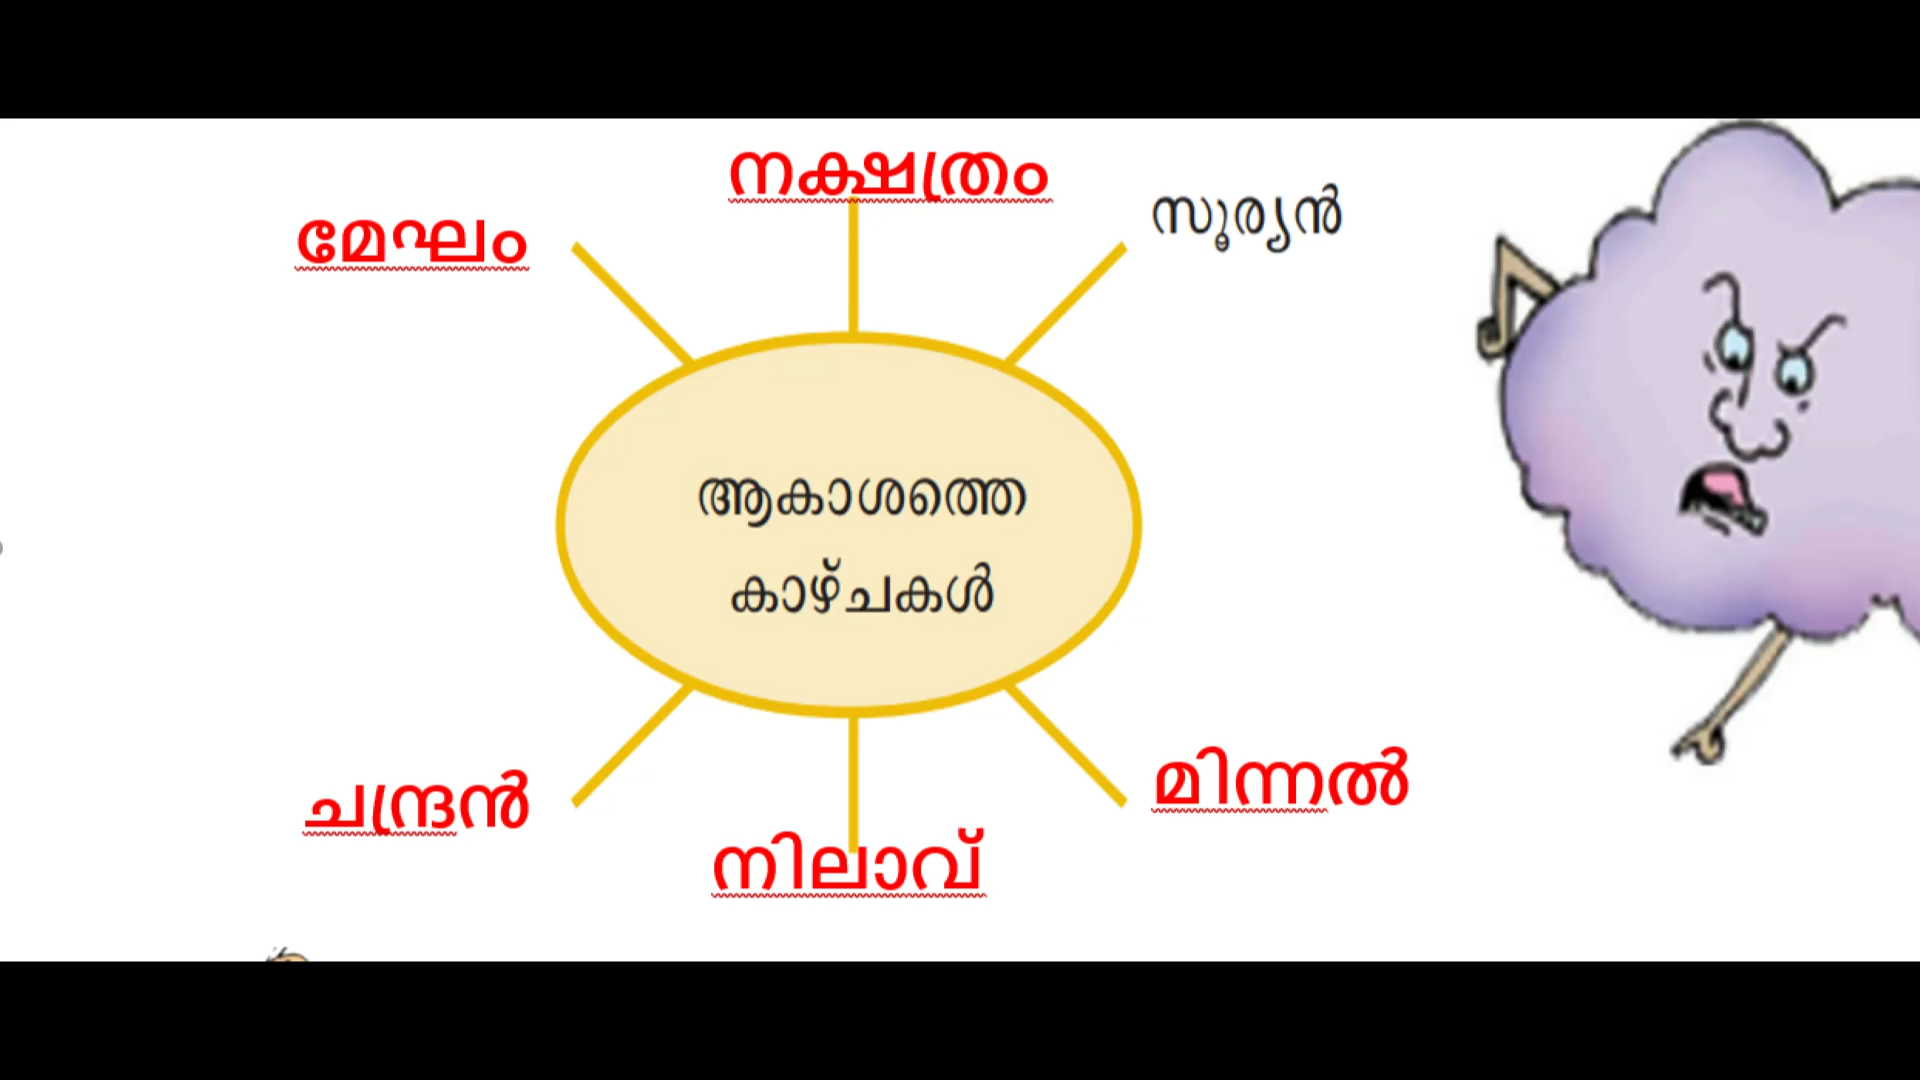 നക്ഷത്രം
സൂര്യൻ
മേഘം
ആകാശത്തെ
കാഴ്ചകൾ
മിന്നൽ
ചന്ദ്രൻ
നിലാവ്